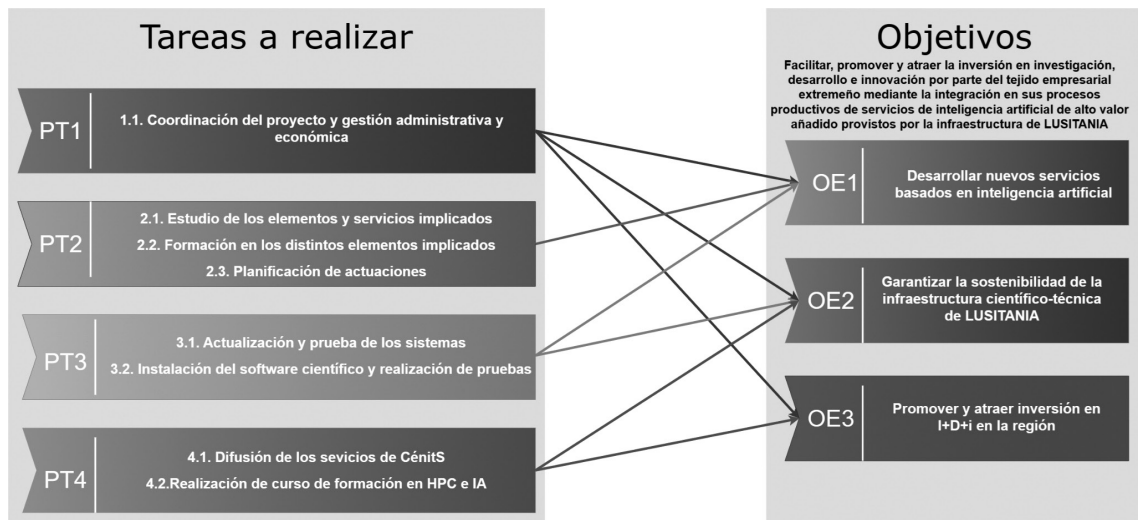 Tareas a realizar
PT1
1.1. Coordinación del proyecto y gestión administrativa y
económica
PT2
2.1. Estudio de los elementos y servicios implicados
2.2. Formación en los distintos elementos implicados
2.3. Planificación de actuaciones
PT3
3.1. Actualización y prueba de los sistemas
3.2. Instalación del software científico y realización de pruebas
PT4
4.1. Difusión de los sevicios de CénitS
4.2.Realización de curso de formación en HPC e IA
Objetivos
Facilitar, promover y atraer la inversión en investigación,
desarrollo e innovación por parte del tejido empresarial
extremeño mediante la integración en sus procesos
productivos de servicios de inteligencia artificial de alto valor
añadido provistos por la infraestructura de LUSITANIA
OE1
Desarrollar nuevos servicios
basados en inteligencia artificial
OE2
Garantizar la sostenibilidad de la
infraestructura científico-técnica
de LUSITANIA
OE3
Promover y atraer inversión en
I+D+i en la región